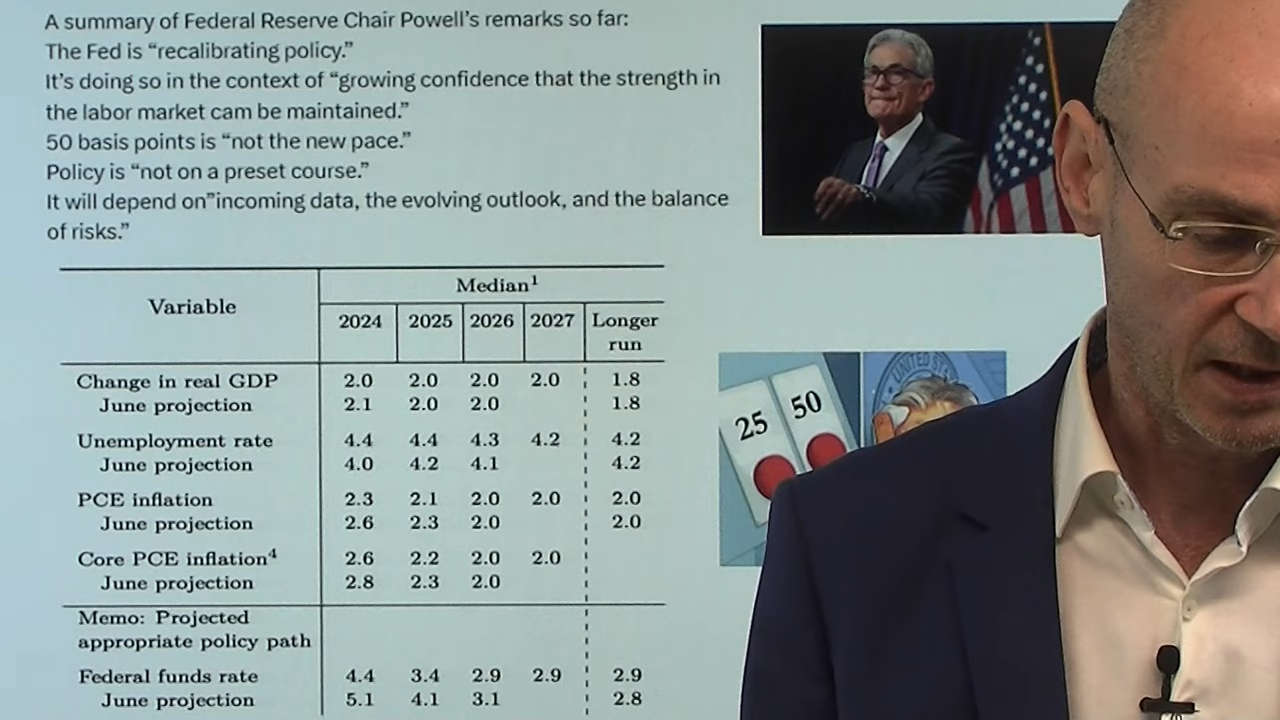 A summary of Federal Reserve Chair Powell’s remarks so far:
The Fed is “recalibrating policy.”
It’s doing so in the context of “growing confidence that the strength in
the labor market cam be maintained.”
50 basis points is “not the new pace.”
Policy is “not on a preset course.”
It will depend on”incoming data, the evolving outlook, and the balance
of risks.”
Variable
Median¹
2024 2025 2026 2027 Longer
run
Change in real GDP 2.0 2.0 2.0 2.0 1.8
June projection 2.1 2.0 2.0 1.8
Unemployment rate 4.4 4.4 4.3 4.2 4.2
June projection 4.0 4.2 4.1 4.2
PCE inflation 2.3 2.1 2.0 2.0 2.0
June projection 2.6 2.3 2.0 2.0
Core PCE inflation⁴ 2.6 2.2 2.0 2.0
June projection 2.8 2.3 2.0
Memo: Projected
appropriate policy path
Federal funds rate 4.4 3.4 2.9 2.9 2.9
June projection 5.1 4.1 3.1 2.8
25 50
UNITED